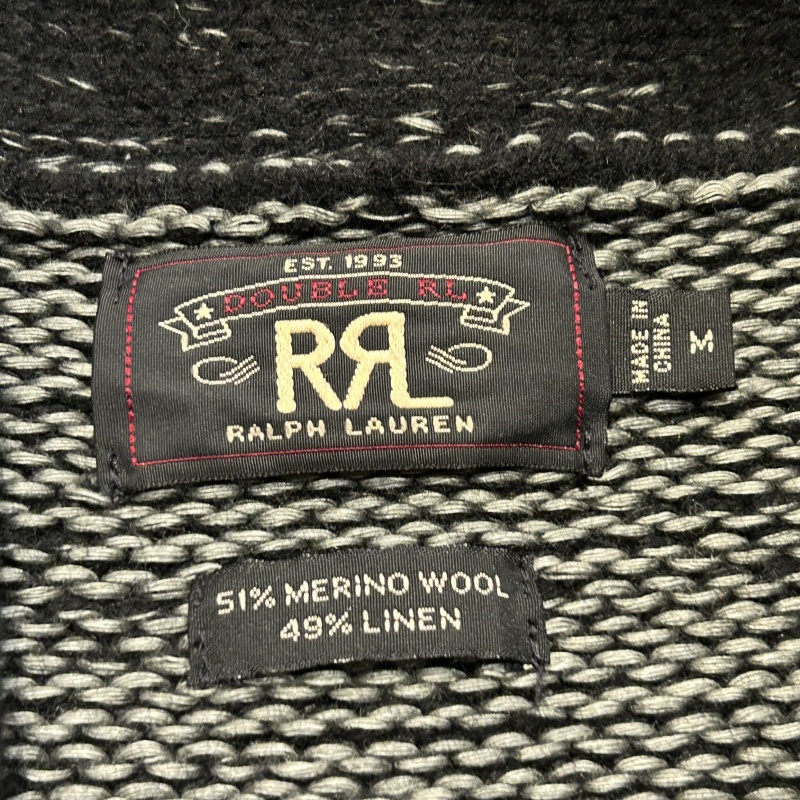 EST. 1993
DOUBLE RL
RRL
RALPH LAUREN
MADE IN
CHINA
M
51% MERINO WOOL
49% LINEN